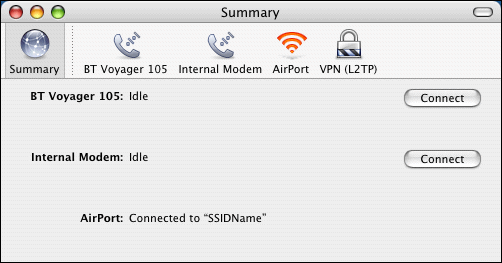 Summary
Summary BT Voyager 105 Internal Modem AirPort VPN (L2TP)
BT Voyager 105: Idle Connect
Internal Modem: Idle Connect
AirPort: Connected to “SSIDName”